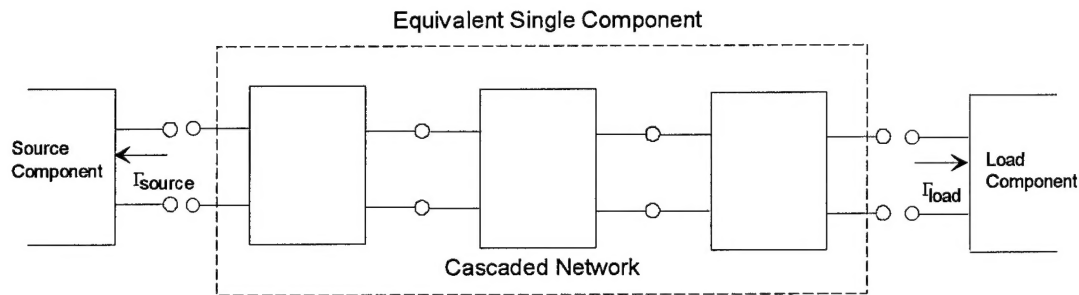 Equivalent Single Component
Source
Component
Γsource
Load
Component
Γload
Cascaded Network